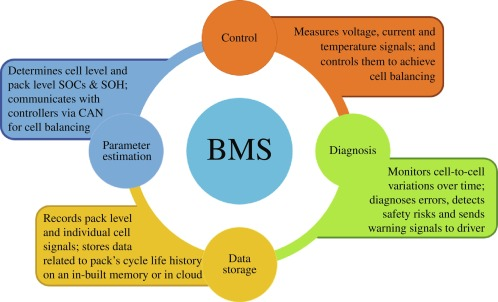 Control
Measures voltage, current and
temperature signals; and
controls them to achieve
cell balancing
Determines cell level and
pack level SOCs & SOH;
communicates with
controllers via CAN
for cell balancing
Parameter
estimation
BMS
Diagnosis
Monitors cell-to-cell
variations over time;
diagnoses errors, detects
safety risks and sends
warning signals to driver
Records pack level
and individual cell
signals; stores data
related to pack's cycle life history
on an in-built memory or in cloud
Data
storage